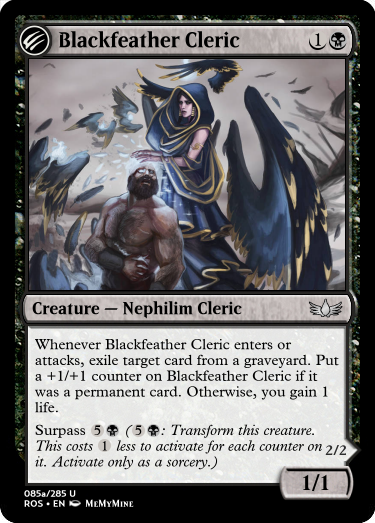 Blackfeather Cleric 1
Creature — Nephilim Cleric
Whenever Blackfeather Cleric enters or
attacks, exile target card from a graveyard. Put
a +1/+1 counter on Blackfeather Cleric if it
was a permanent card. Otherwise, you gain 1
life.
Surpass 5 ( 5 : Transform this creature.
This costs 1 less to activate for each counter on
it. Activate only as a sorcery.)
2/2
1/1
085a/285 U
ROS • EN MeMyMine